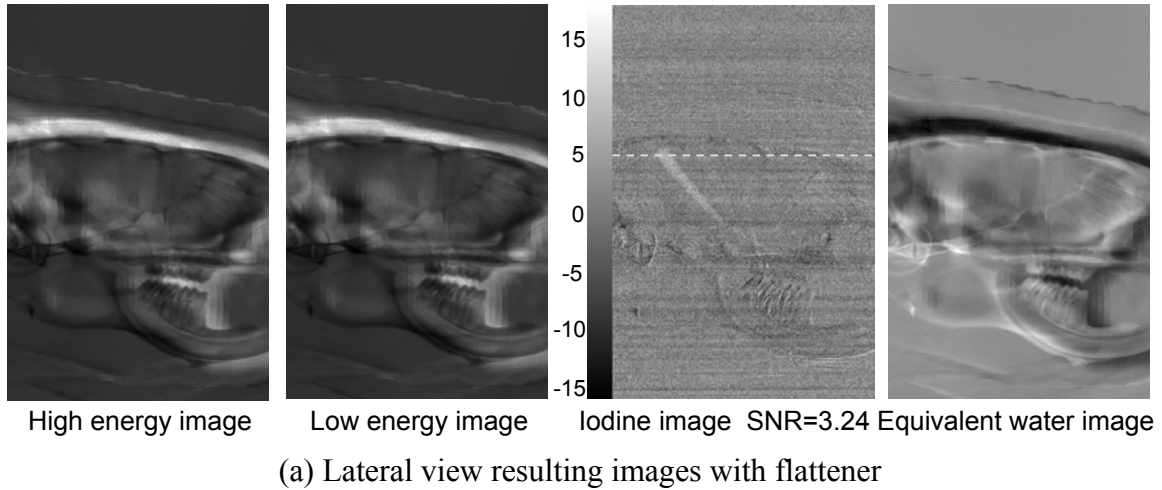 15
10
5
0
-5
-10
-15
High energy image
Low energy image
Iodine image SNR=3.24
Equivalent water image
(a) Lateral view resulting images with flattener